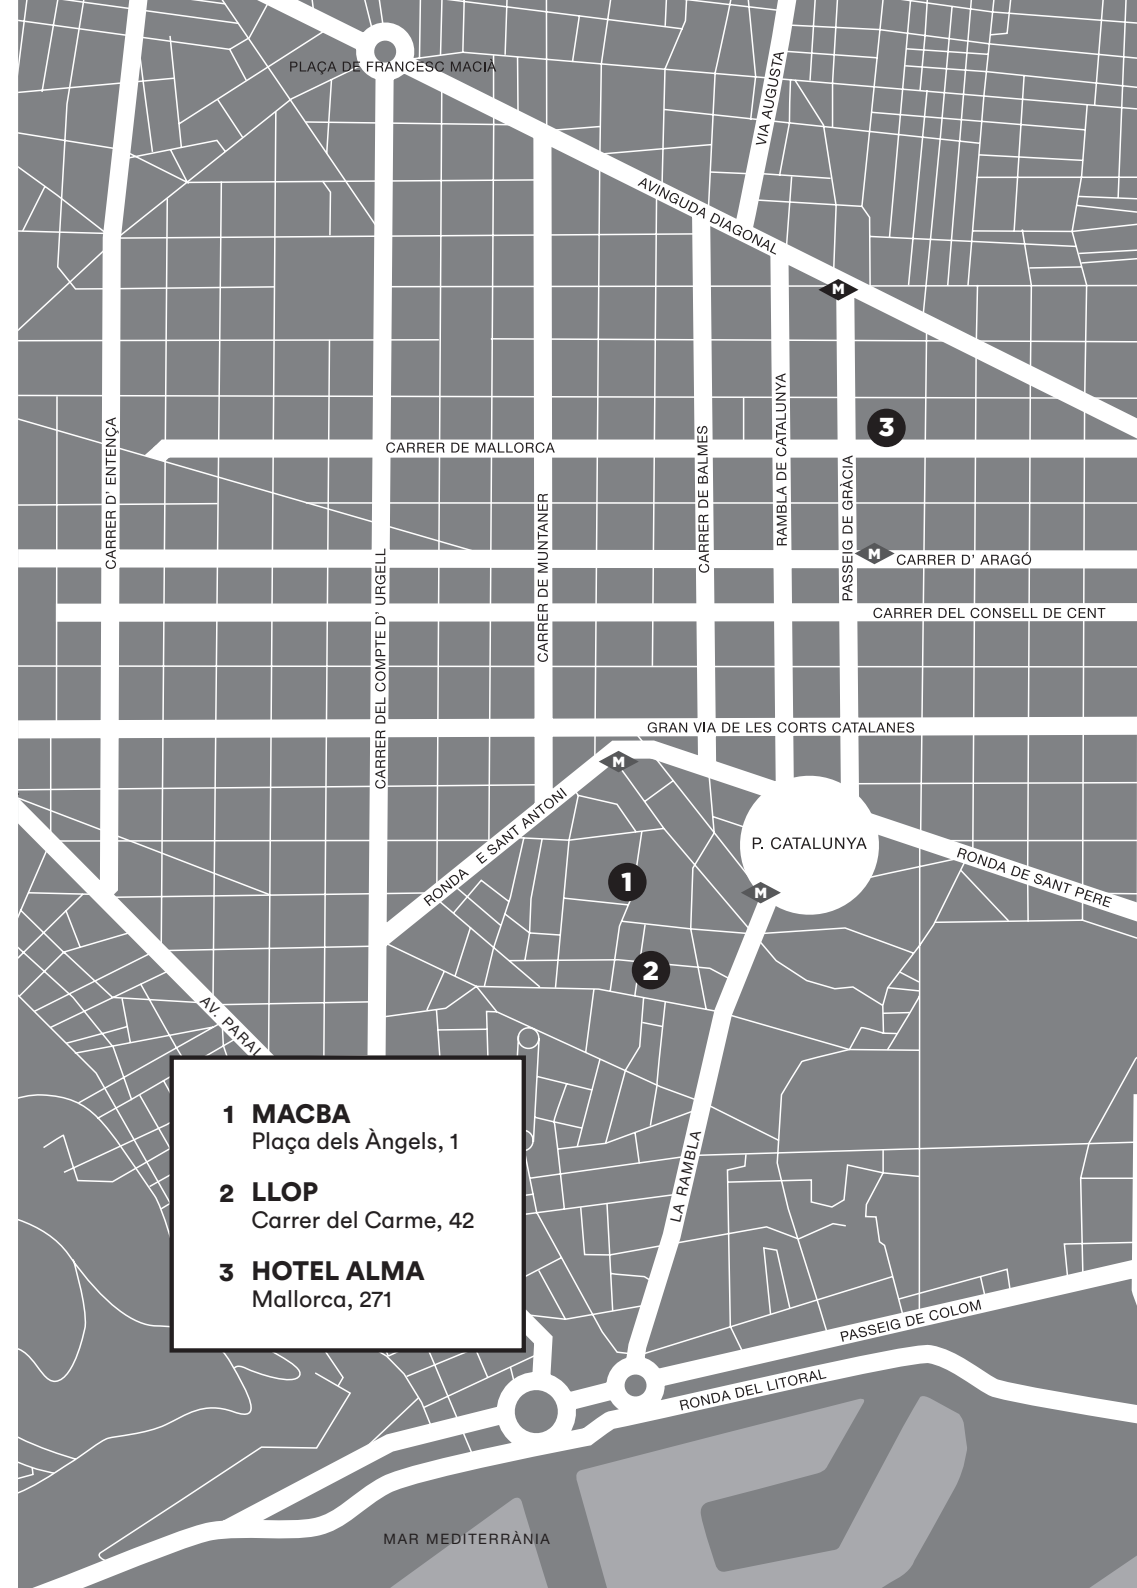 PLAÇA DE FRANCESC MACIÀ
VIA AUGUSTA
AVINGUDA DIAGONAL
M
3
CARRER D' ENTENÇA
CARRER DE MALLORCA
CARRER DE BALMES
RAMBLA DE CATALUNYA
PASSEIG DE GRÀCIA
CARRER DE MUNTANER
CARRER DEL COMPTE D' URGELL
M
CARRER D' ARAGÓ
CARRER DEL CONSELL DE CENT
GRAN VIA DE LES CORTS CATALANES
M
RONDA E SANT ANTONI
P. CATALUNYA
RONDA DE SANT PERE
1
M
2
AV. PARAL
LA RAMBLA
1 MACBA
Plaça dels Àngels, 1
2 LLOP
Carrer del Carme, 42
3 HOTEL ALMA
Mallorca, 271
PASSEIG DE COLOM
RONDA DEL LITORAL
MAR MEDITERRÀNIA